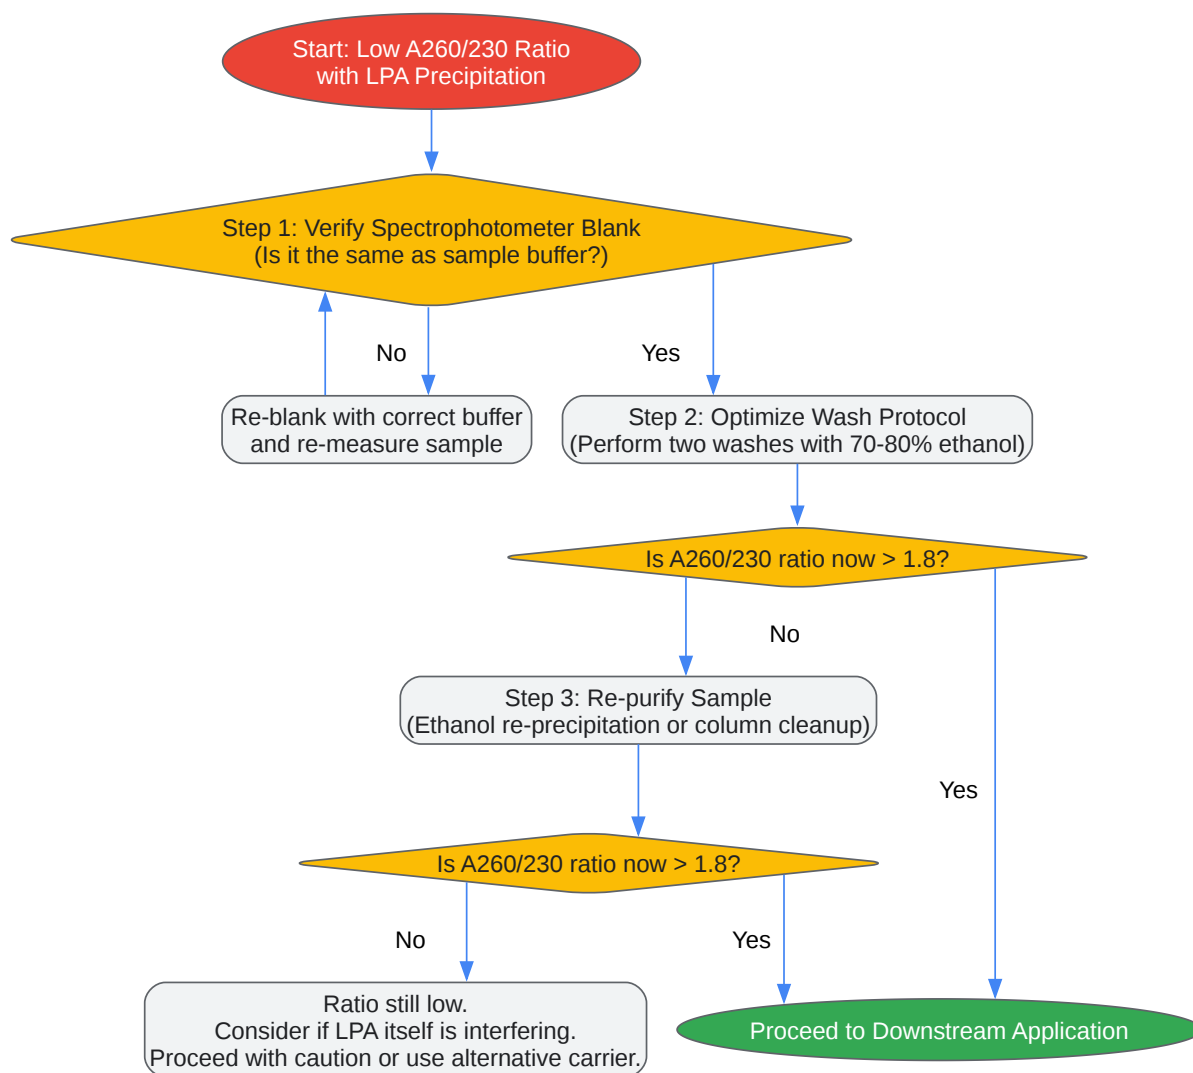 Start: Low A260/230 Ratio
with LPA Precipitation
Step 1: Verify Spectrophotometer Blank
(Is it the same as sample buffer?)
No
Yes
Re-blank with correct buffer
and re-measure sample
Step 2: Optimize Wash Protocol
(Perform two washes with 70-80% ethanol)
Is A260/230 ratio now > 1.8?
No
Step 3: Re-purify Sample
(Ethanol re-precipitation or column cleanup)
Yes
Is A260/230 ratio now > 1.8?
No
Yes
Ratio still low.
Consider if LPA itself is interfering.
Proceed with caution or use alternative carrier.
Proceed to Downstream Application